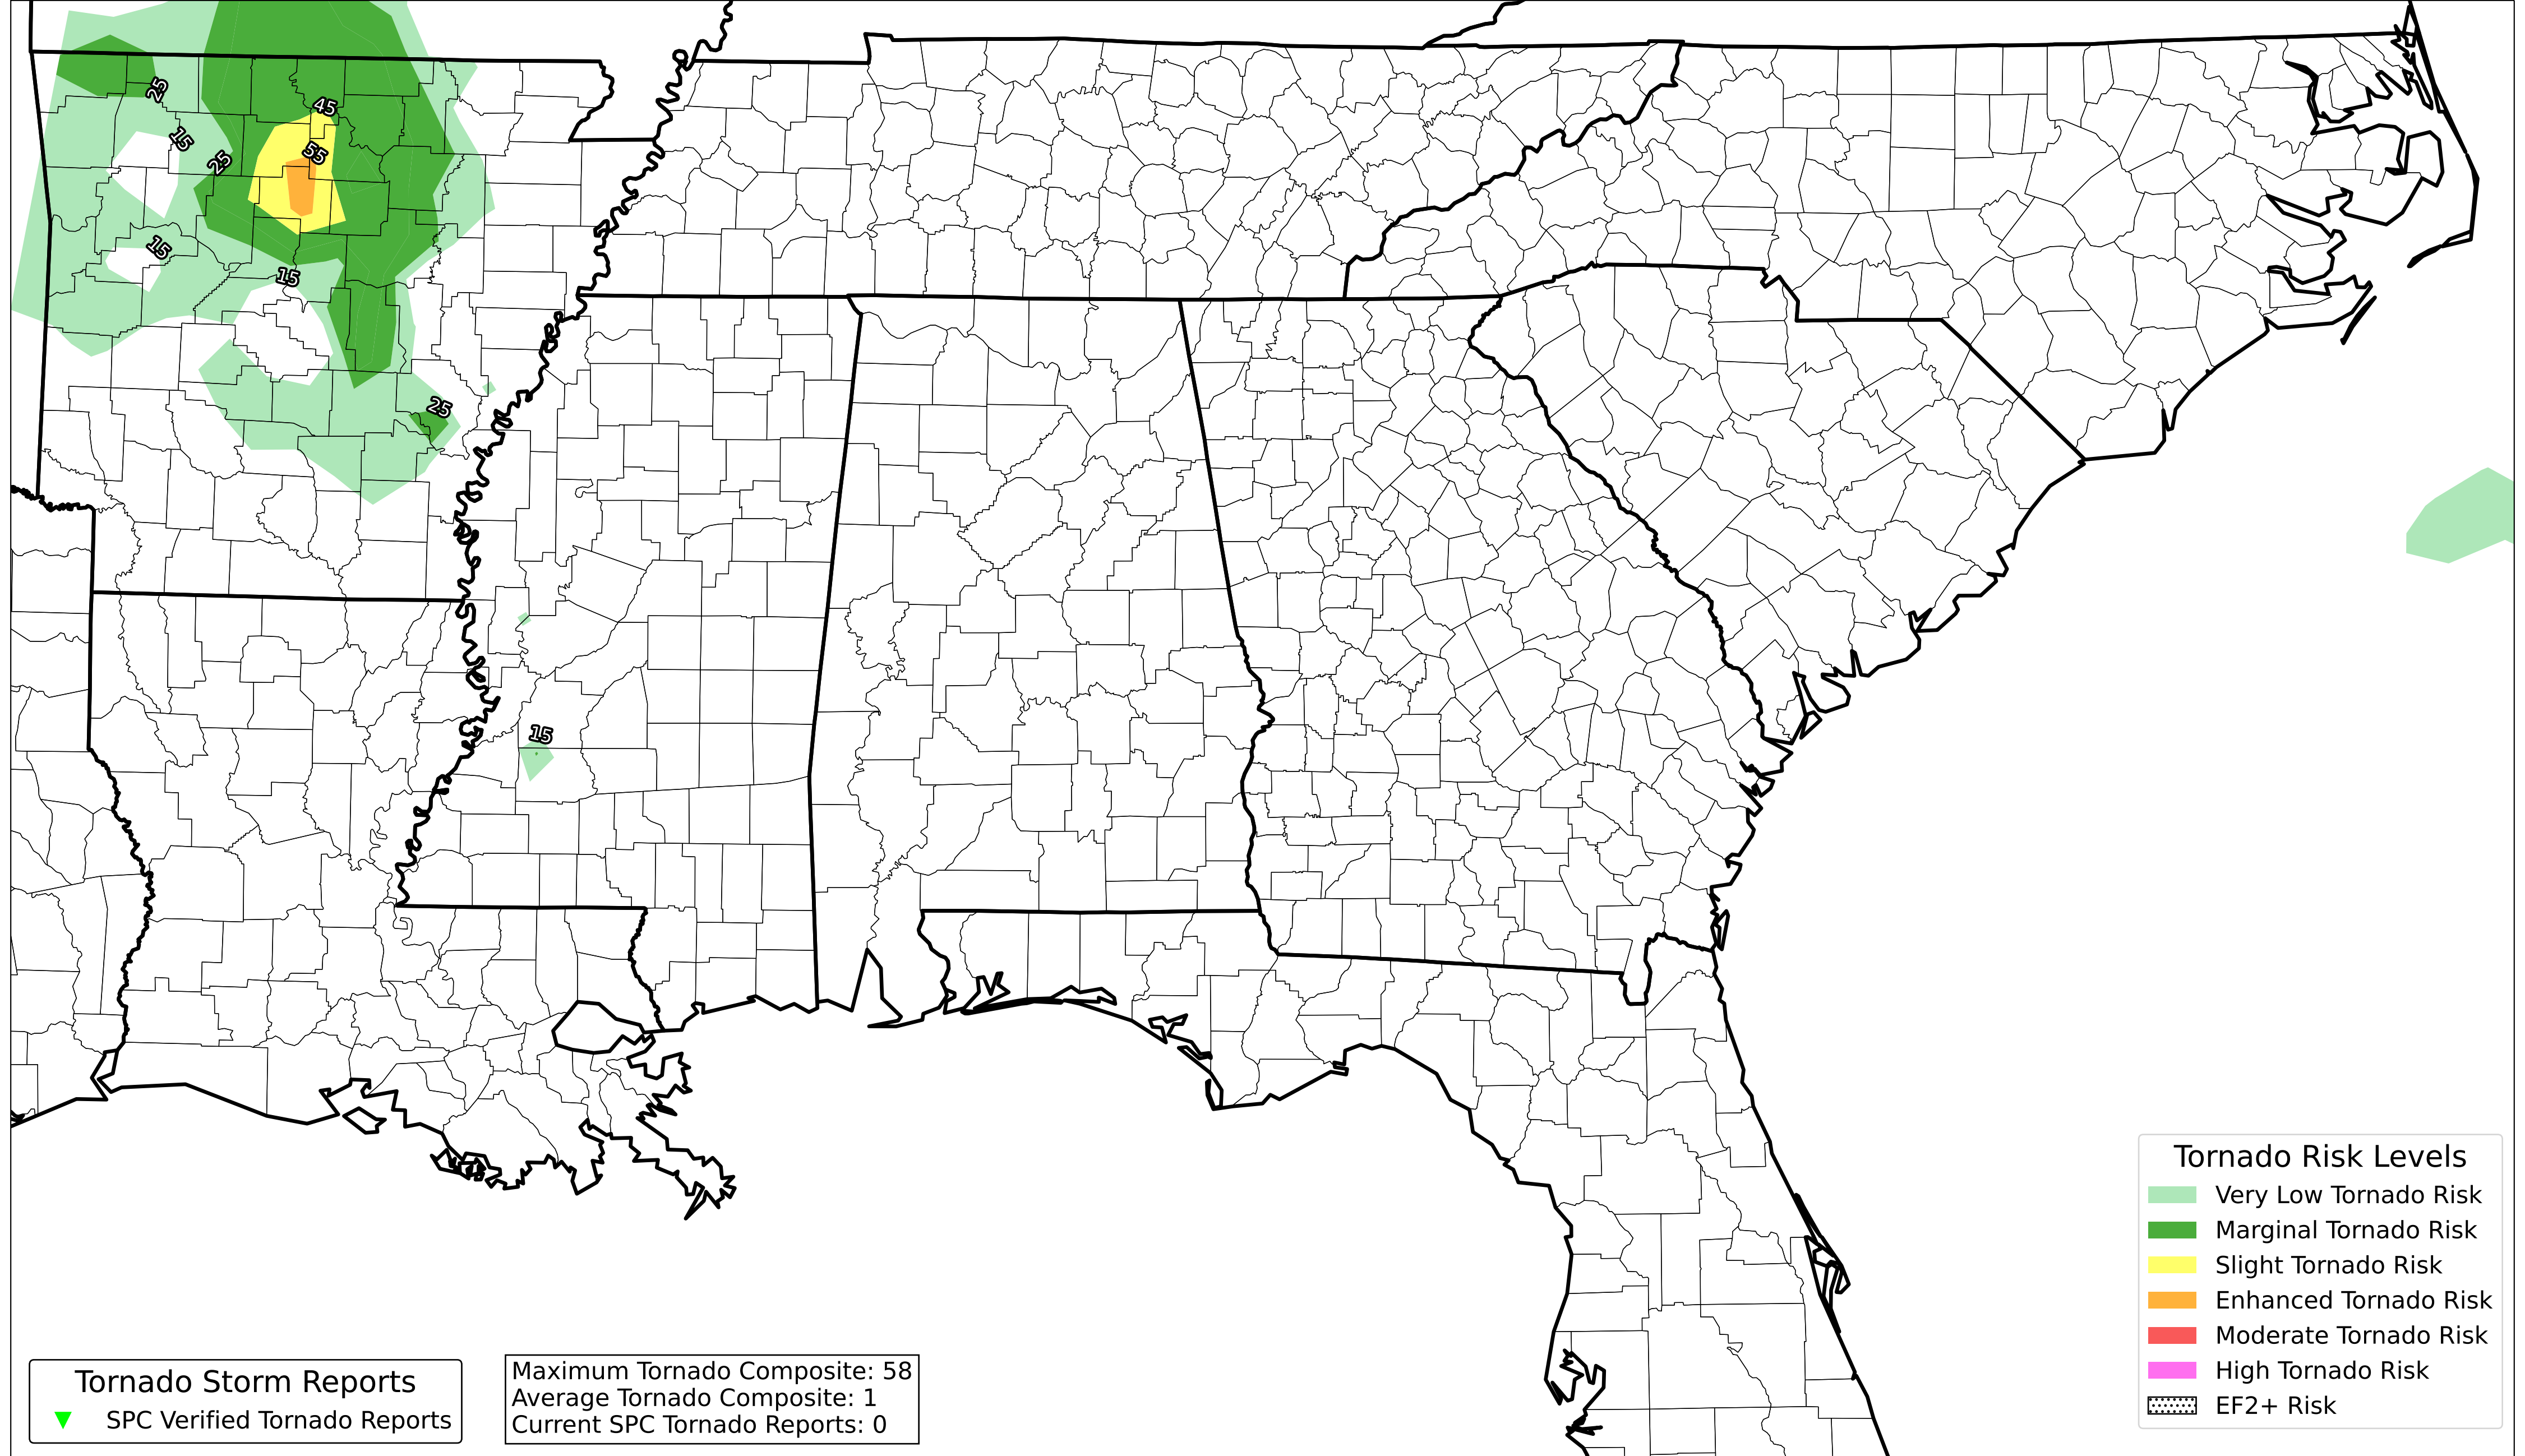 25
45
15
55
25
15
15
25
15
Tornado Storm Reports
SPC Verified Tornado Reports
Maximum Tornado Composite: 58
Average Tornado Composite: 1
Current SPC Tornado Reports: 0
Tornado Risk Levels
Very Low Tornado Risk
Marginal Tornado Risk
Slight Tornado Risk
Enhanced Tornado Risk
Moderate Tornado Risk
High Tornado Risk
EF2+ Risk